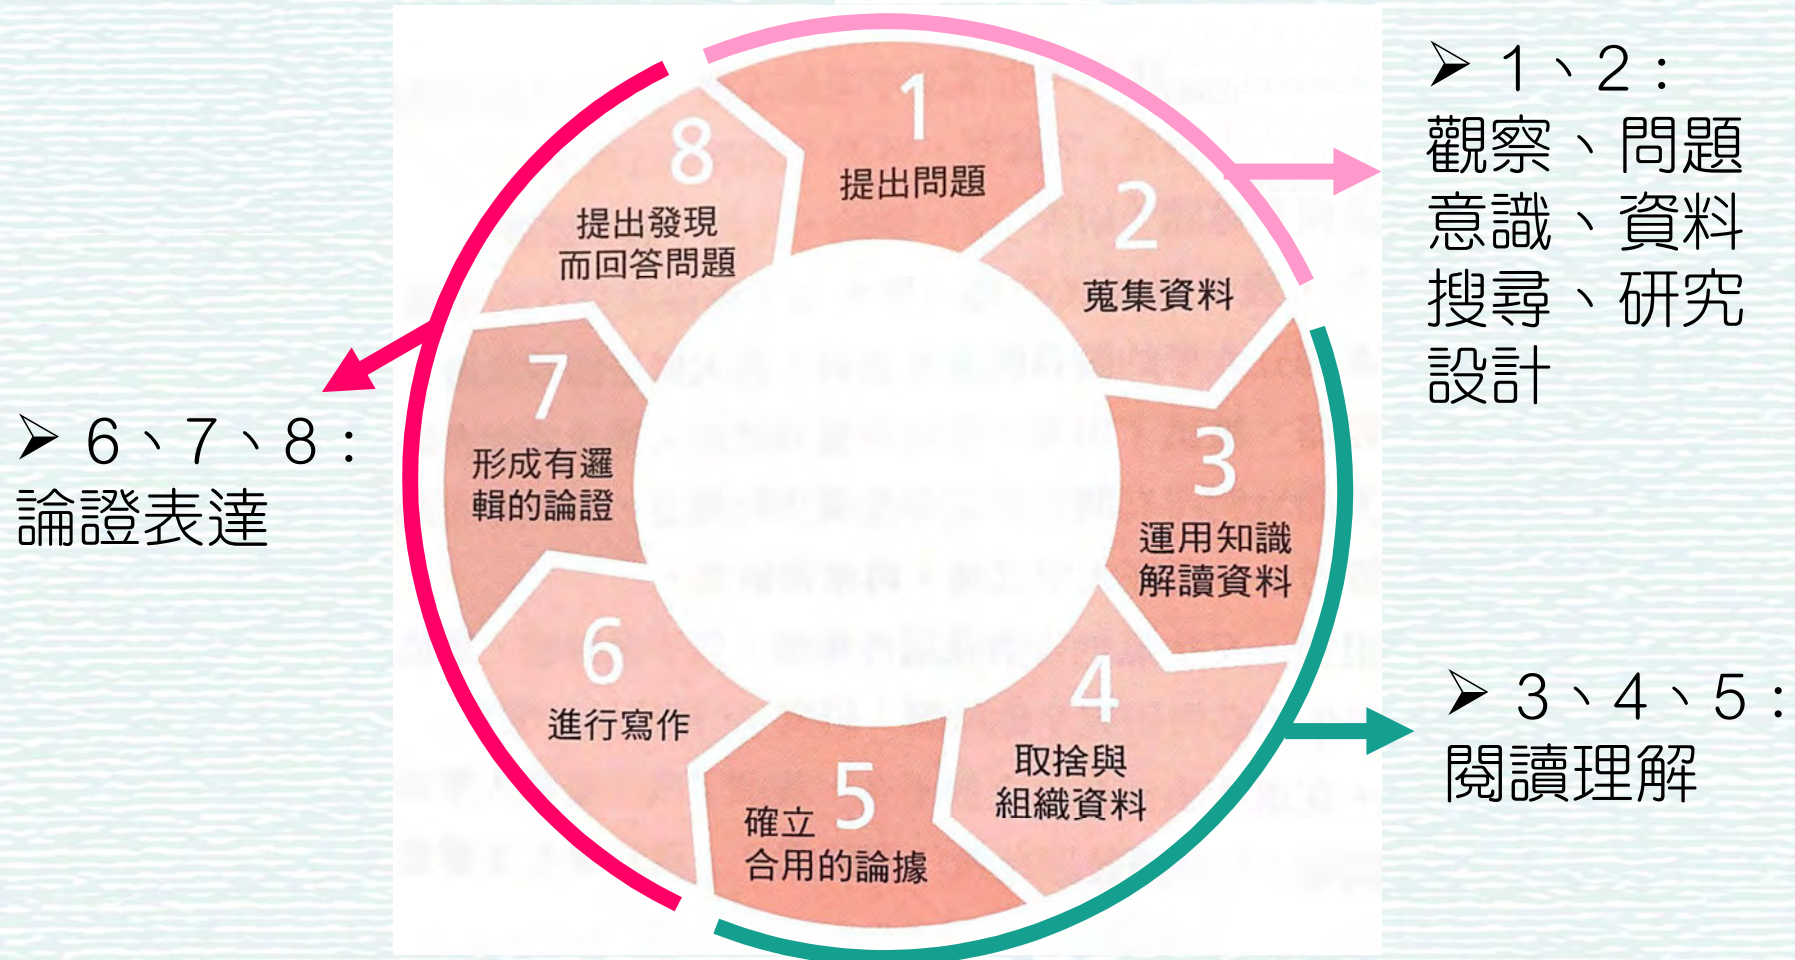 1
提出問題
2
蒐集資料
3
運用知識
解讀資料
4
取捨與
組織資料
5
確立
合用的論據
6
進行寫作
7
形成有邏
輯的論證
8
提出發現
而回答問題
➢ 1、2：
觀察、問題
意識、資料
搜尋、研究
設計
➢ 3、4、5：
閱讀理解
➢ 6、7、8：
論證表達